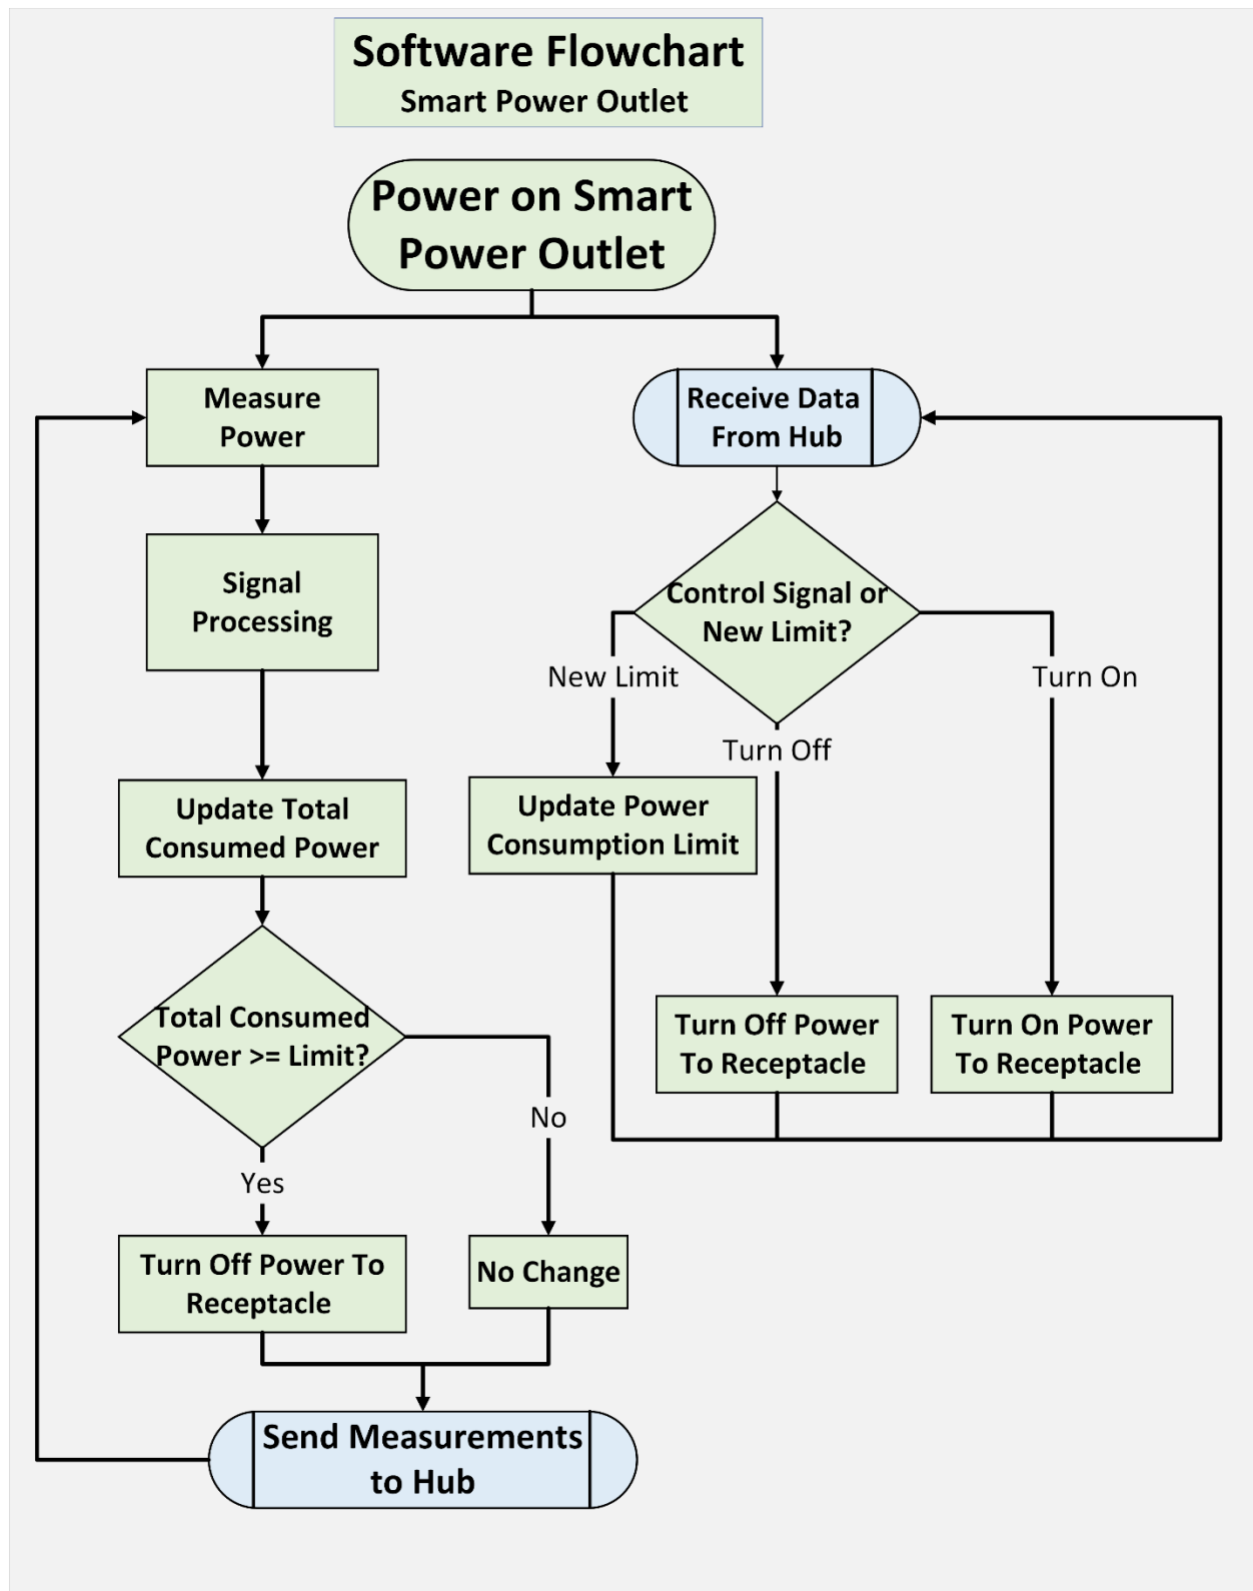 Software Flowchart
Smart Power Outlet
Power on Smart
Power Outlet
Measure
Power
Signal
Processing
Update Total
Consumed Power
Total Consumed
Power >= Limit?
Yes
No
Turn Off Power To
Receptacle
No Change
Send Measurements
to Hub
Receive Data
From Hub
Control Signal or
New Limit?
New Limit
Turn Off
Turn On
Update Power
Consumption Limit
Turn Off Power
To Receptacle
Turn On Power
To Receptacle